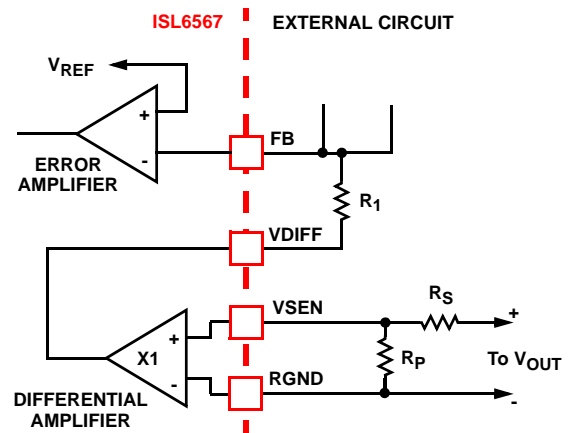 ISL6567
EXTERNAL CIRCUIT
VREF
+
-
FB
ERROR
AMPLIFIER
R1
VDIFF
VSEN
RS
+
+
X1
RP
To VOUT
-
RGND
-
DIFFERENTIAL
AMPLIFIER